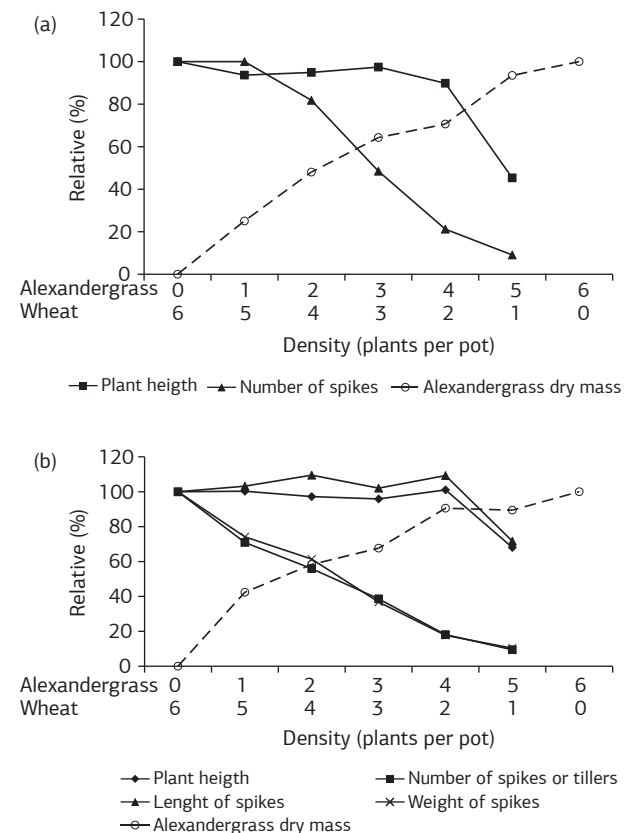 (a)
120
100
80
60
40
20
0
Relative (%)
Alexandergrass 0 1 2 3 4 5 6
Wheat 6 5 4 3 2 1 0
Density (plants per pot)
Plant heigth Number of spikes Alexandergrass dry mass
(b)
120
100
80
60
40
20
0
Relative (%)
Alexandergrass 0 1 2 3 4 5 6
Wheat 6 5 4 3 2 1 0
Density (plants per pot)
Plant heigth Number of spikes or tillers
Lenght of spikes Weight of spikes
Alexandergrass dry mass